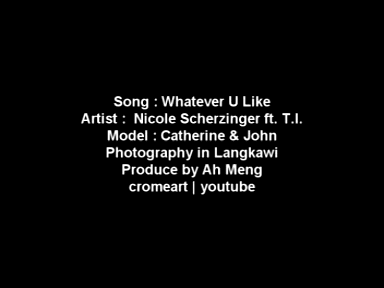 Song : Whatever U Like
Artist :  Nicole Scherzinger ft. T.I.
Model : Catherine & John
Photography in Langkawi
Produce by Ah Meng
cromeart | youtube